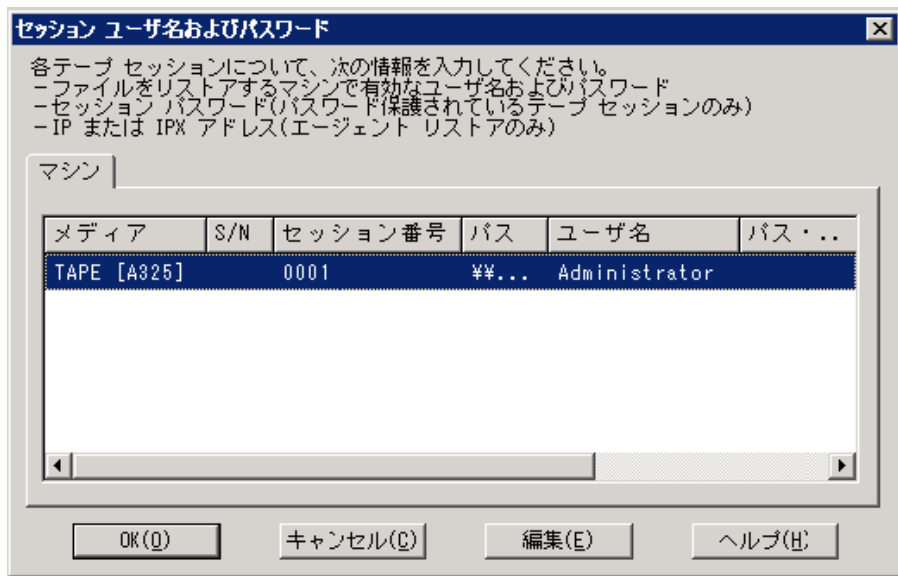 セッション ユーザ名およびパスワード
各テープ セッションについて、次の情報を入力してください。
－ファイルをリストアするマシンで有効なユーザ名およびパスワード
－セッション パスワード(パスワード保護されているテープ セッションのみ)
－IP または IPX アドレス(エージェント リストアのみ)
マシン
メディア S/N セッション番号 パス ユーザ名 パス・..
TAPE [A325] 0001 ¥¥... Administrator
OK(O) キャンセル(C) 編集(E) ヘルプ(H)